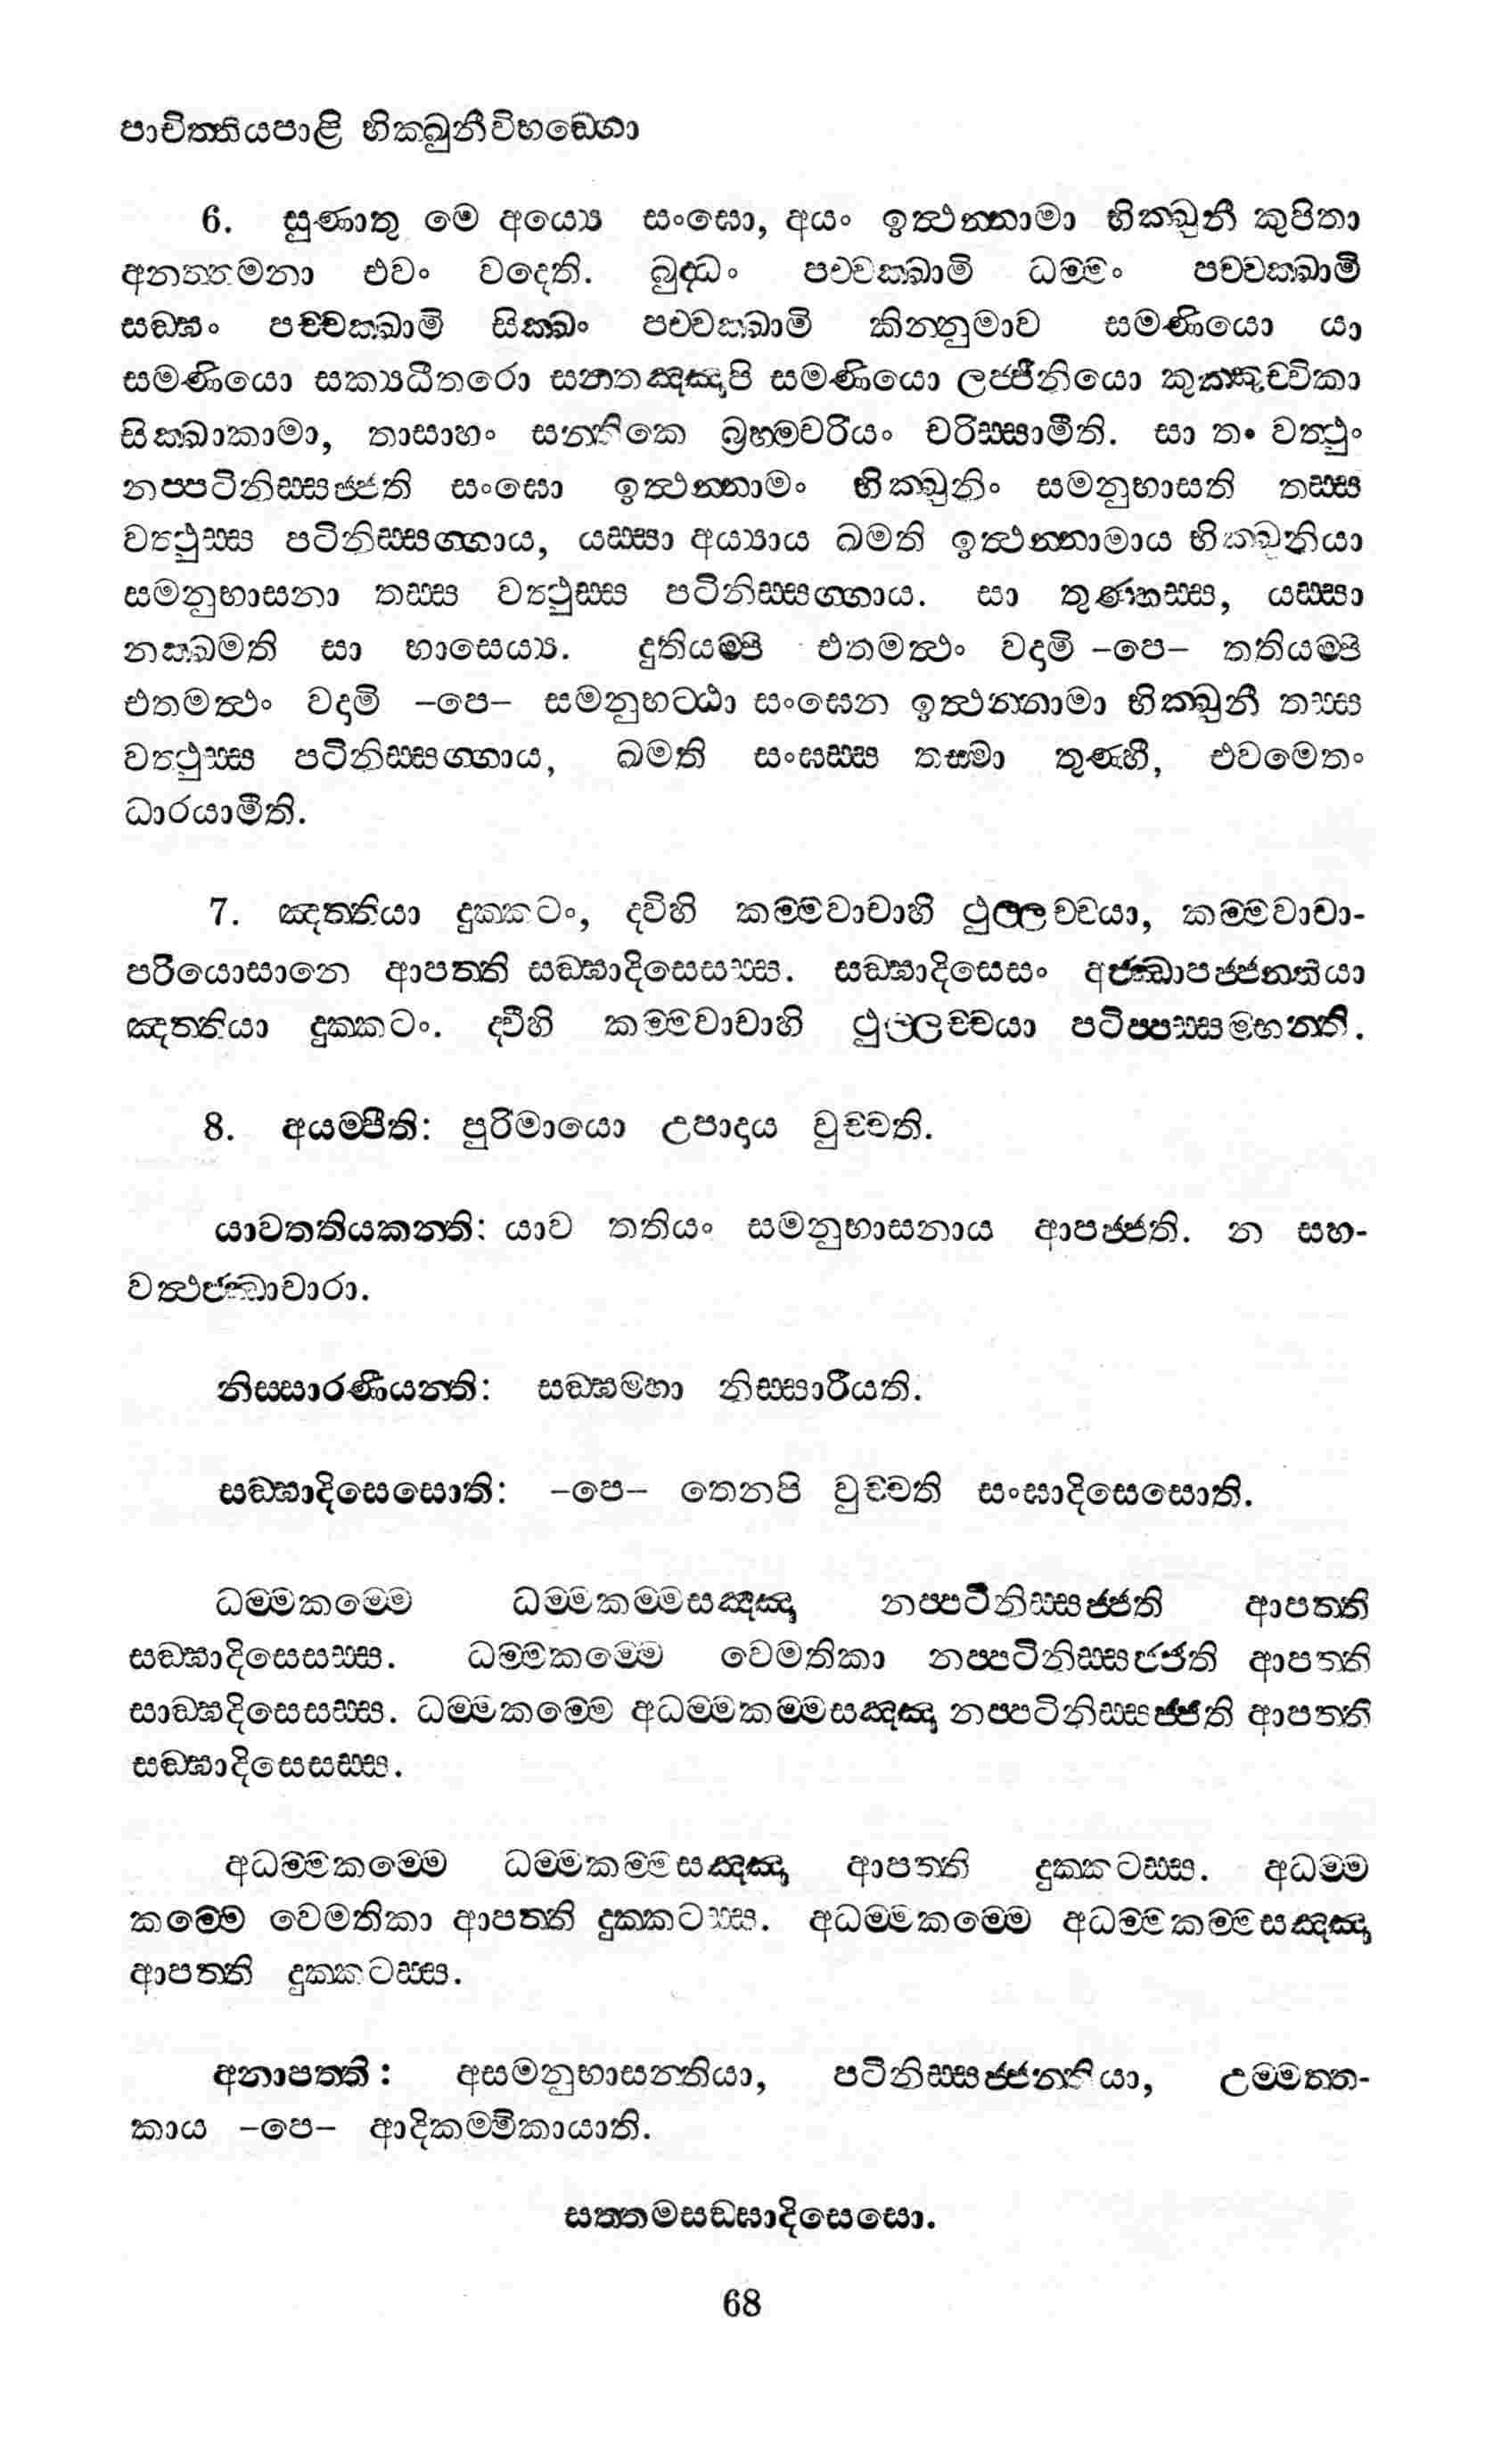 පාචිත්තියපාළි භික්ඛුනීවිභඞ්ගො
6. සුණාතු මෙ අය්‍යෙ සංඝො, අයං ඉත්ථන්නාමා භික්ඛුනී කුපිතා
අනත්තමනා එවං වදෙති. බුද්ධං පච්චක්ඛාමි ධම්මං පච්චක්ඛාමි
සඞ්ඝං පච්චක්ඛාමි සික්ඛං පච්චක්ඛාමි කින්නුමාව සමණියො යා
සමණියො සක්‍යධීතරො සන්තඤ්ඤාපි සමණියො ලජ්ජීනියො කුක්කුච්චිකා
සික්ඛාකාමා, තාසාහං සන්තිකෙ බ්‍රහ්මචරියං චරිස්සාමීති. සා තං වත්ථුං
නප්පටිනිස්සජ්ජති සංඝො ඉත්ථන්නාමං භික්ඛුනිං සමනුභාසති තස්ස
වත්ථුස්ස පටිනිස්සග්ගාය, යස්සා අය්‍යාය ඛමති ඉත්ථන්නාමාය භික්ඛුනියා
සමනුභාසනා තස්ස වත්ථුස්ස පටිනිස්සග්ගාය. සා තුණ්හස්ස, යස්සා
නක්ඛමති සා භාසෙය්‍ය. දුතියම්පි එතමත්ථං වදාමි –පෙ– තතියම්පි
එතමත්ථං වදාමි –පෙ– සමනුභට්ඨා සංඝෙන ඉත්ථන්නාමා භික්ඛුනී තස්ස
වත්ථුස්ස පටිනිස්සග්ගාය, ඛමති සංඝස්ස තස්මා තුණ්හී, එවමෙතං
ධාරයාමීති.
7. ඤත්තියා දුක්කටං, ද්විහි කම්මවාචාහි ථුල්ලච්චයා, කම්මවාචා-
පරියොසානෙ ආපත්ති සඞ්ඝාදිසෙසස්ස. සඞ්ඝාදිසෙසං අජ්ඣාපජ්ජන්තියා
ඤත්තියා දුක්කටං. ද්වීහි කම්මවාචාහි ථුල්ලච්චයා පටිප්පස්සම්භන්ති.
8. අයම්පීති: පුරිමායො උපාදාය වුච්චති.
යාවතතියකන්ති: යාව තතියං සමනුභාසනාය ආපජ්ජති. න සහ-
වත්ථජ්ඣාචාරා.
නිස්සාරණීයන්ති: සඞ්ඝම්හා නිස්සාරීයති.
සඞ්ඝාදිසෙසොති: –පෙ– තෙනපි වුච්චති සංඝාදිසෙසොති.
ධම්මකම්මෙ ධම්මකම්මසඤ්ඤා නප්පටිනිස්සජ්ජති ආපත්ති
සඞ්ඝාදිසෙසස්ස. ධම්මකම්මෙ වෙමතිකා නප්පටිනිස්සජ්ජති ආපත්ති
සාඞ්ඝදිසෙසස්ස. ධම්මකම්මෙ අධම්මකම්මසඤ්ඤා නප්පටිනිස්සජ්ජති ආපත්ති
සඞ්ඝාදිසෙසස්ස.
අධම්මකම්මෙ ධම්මකම්මසඤ්ඤා ආපත්ති දුක්කටස්ස. අධම්ම
කම්මෙ වෙමතිකා ආපත්ති දුක්කටස්ස. අධම්මකම්මෙ අධම්මකම්මසඤ්ඤා
ආපත්ති දුක්කටස්ස.
අනාපත්ති: අසමනුභාසන්තියා, පටිනිස්සජ්ජන්තියා, උම්මත්ත-
කාය –පෙ– ආදිකම්මිකායාති.
සත්තමසඞ්ඝාදිසෙසො.
68